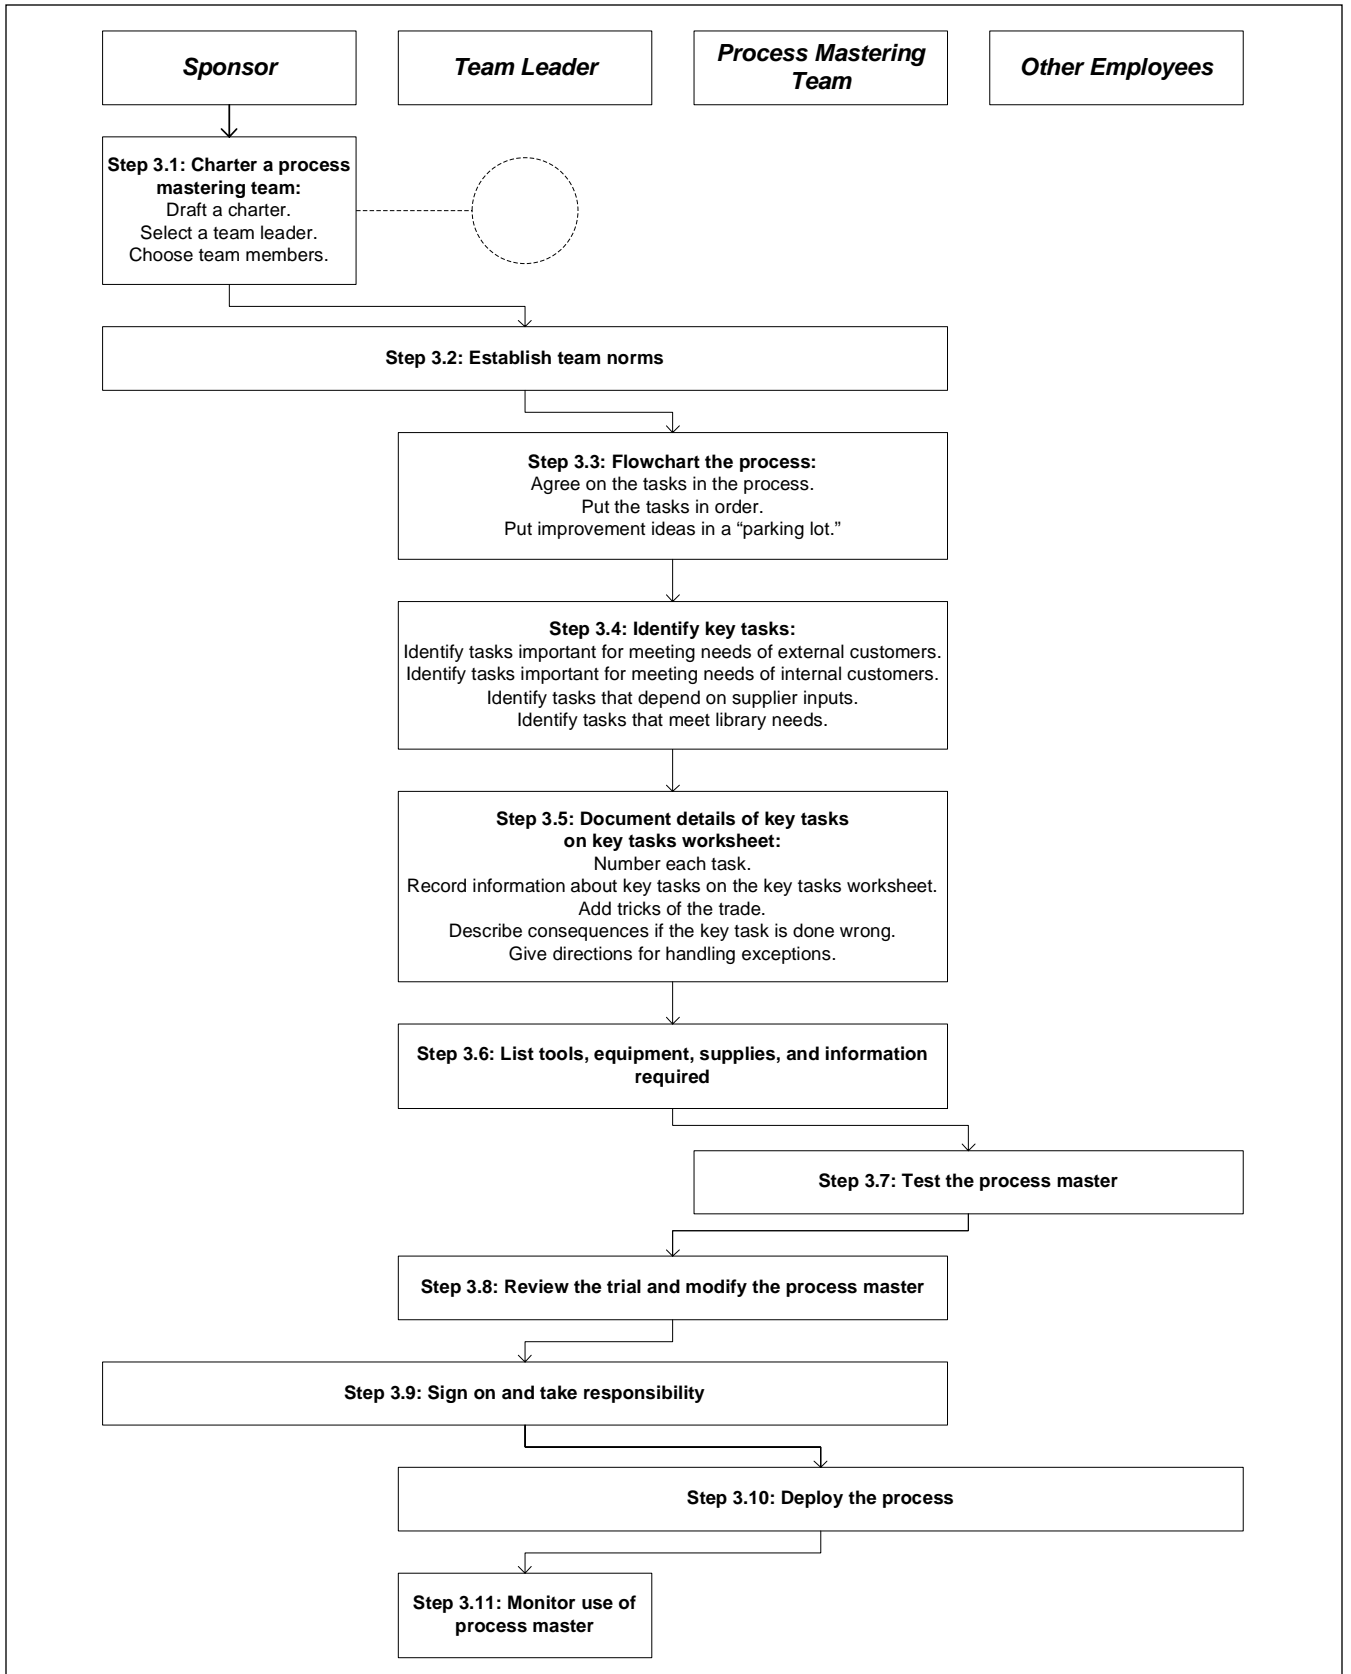 Sponsor
Team Leader
Process Mastering
Team
Other Employees
Step 3.1: Charter a process
mastering team:
Draft a charter.
Select a team leader.
Choose team members.
Step 3.2: Establish team norms
Step 3.3: Flowchart the process:
Agree on the tasks in the process.
Put the tasks in order.
Put improvement ideas in a “parking lot.”
Step 3.4: Identify key tasks:
Identify tasks important for meeting needs of external customers.
Identify tasks important for meeting needs of internal customers.
Identify tasks that depend on supplier inputs.
Identify tasks that meet library needs.
Step 3.5: Document details of key tasks
on key tasks worksheet:
Number each task.
Record information about key tasks on the key tasks worksheet.
Add tricks of the trade.
Describe consequences if the key task is done wrong.
Give directions for handling exceptions.
Step 3.6: List tools, equipment, supplies, and information
required
Step 3.7: Test the process master
Step 3.8: Review the trial and modify the process master
Step 3.9: Sign on and take responsibility
Step 3.10: Deploy the process
Step 3.11: Monitor use of
process master